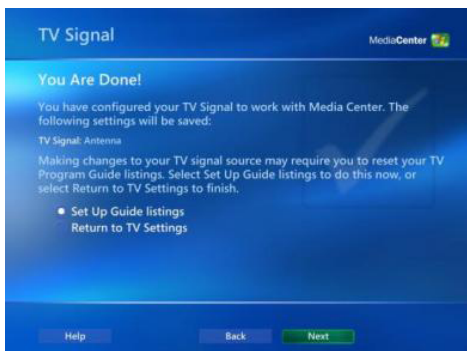 TV Signal
MediaCenter
You Are Done!
You have configured your TV Signal to work with Media Center. The
following settings will be saved:
TV Signal: Antenna
Making changes to your TV signal source may require you to reset your TV
Program Guide listings. Select Set Up Guide listings to do this now, or
select Return to TV Settings to finish.
Set Up Guide listings
Return to TV Settings
Help Back Next